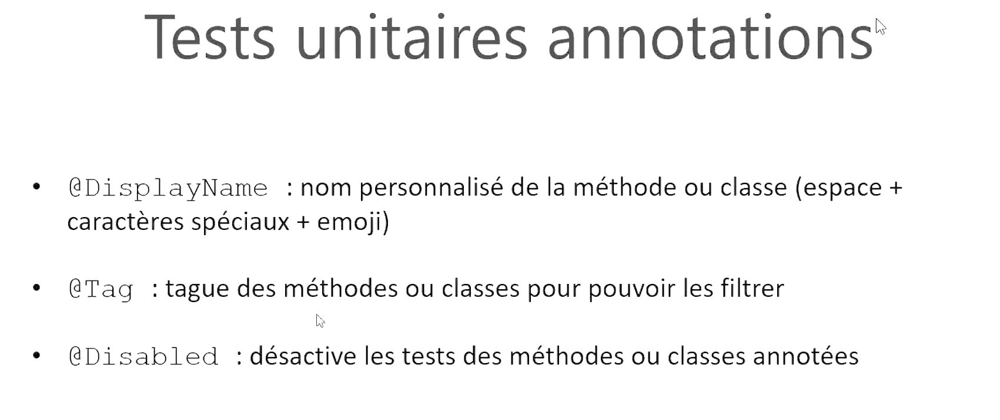 Tests unitaires annotations
• @DisplayName : nom personnalisé de la méthode ou classe (espace +
caractères spéciaux + emoji)
• @Tag : tague des méthodes ou classes pour pouvoir les filtrer
• @Disabled : désactive les tests des méthodes ou classes annotées